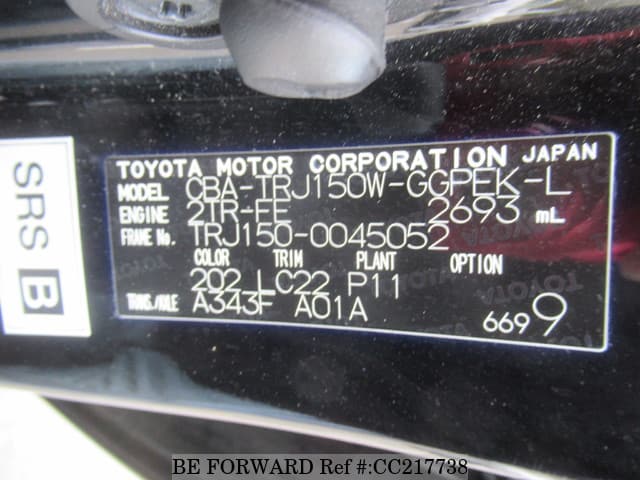 SRS B
TOYOTA MOTOR CORPORATION JAPAN
MODEL CBA-TRJ150W-GGPEK-L
ENGINE 2TR-FE 2693 mL
FRAME No. TRJ150-0045052
COLOR TRIM PLANT OPTION
202 LC22 P11
TRANS./AXLE A343F A01A
669 9
BE FORWARD Ref #:CC217738